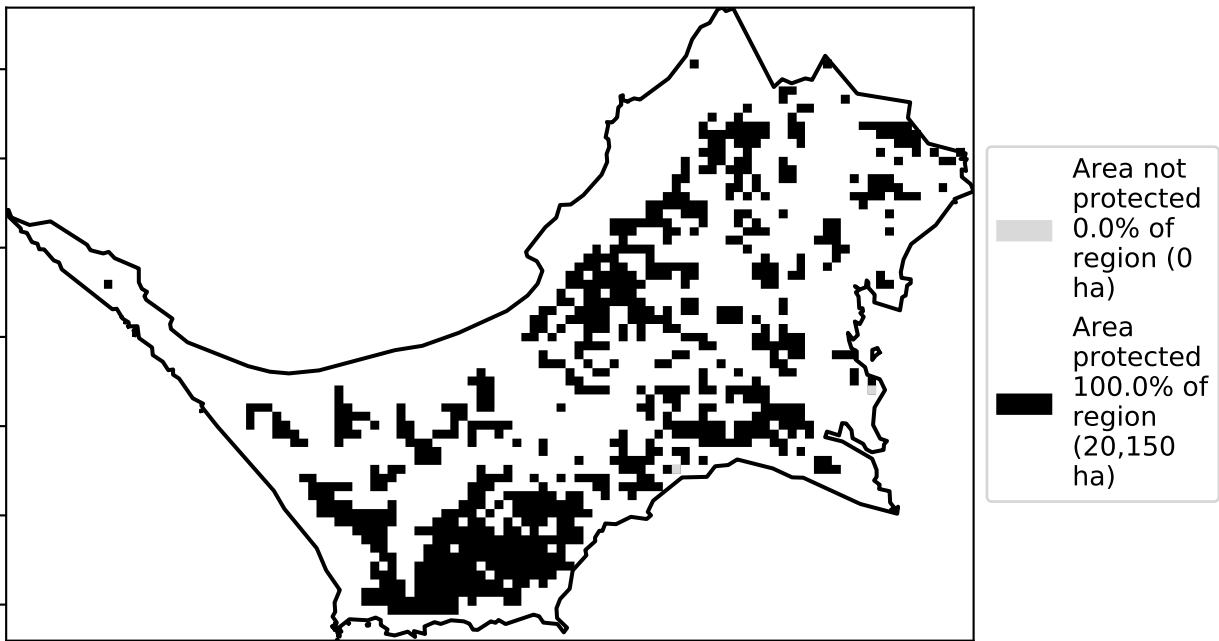 Area not
protected
0.0% of
region (0
ha)
Area
protected
100.0% of
region
(20,150
ha)